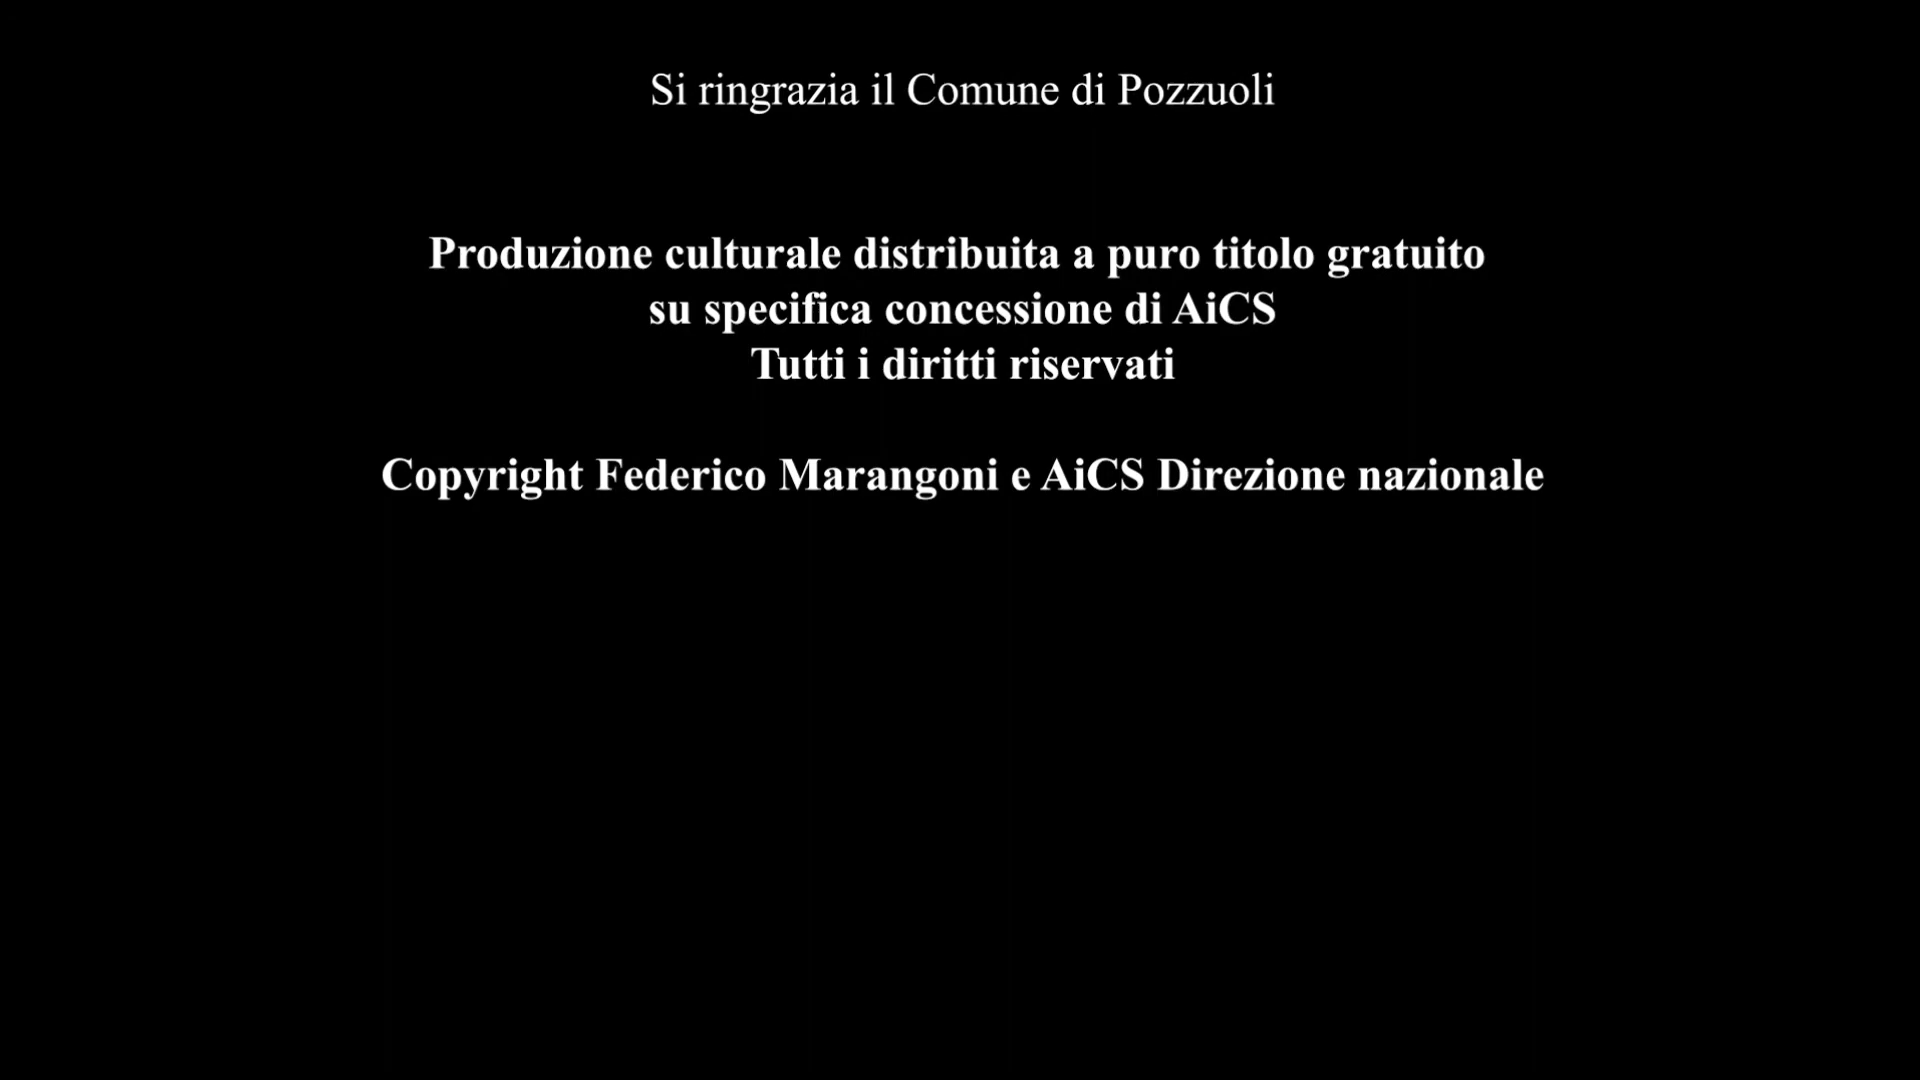 Si ringrazia il Comune di Pozzuoli
Produzione culturale distribuita a puro titolo gratuito
su specifica concessione di AiCS
Tutti i diritti riservati
Copyright Federico Marangoni e AiCS Direzione nazionale